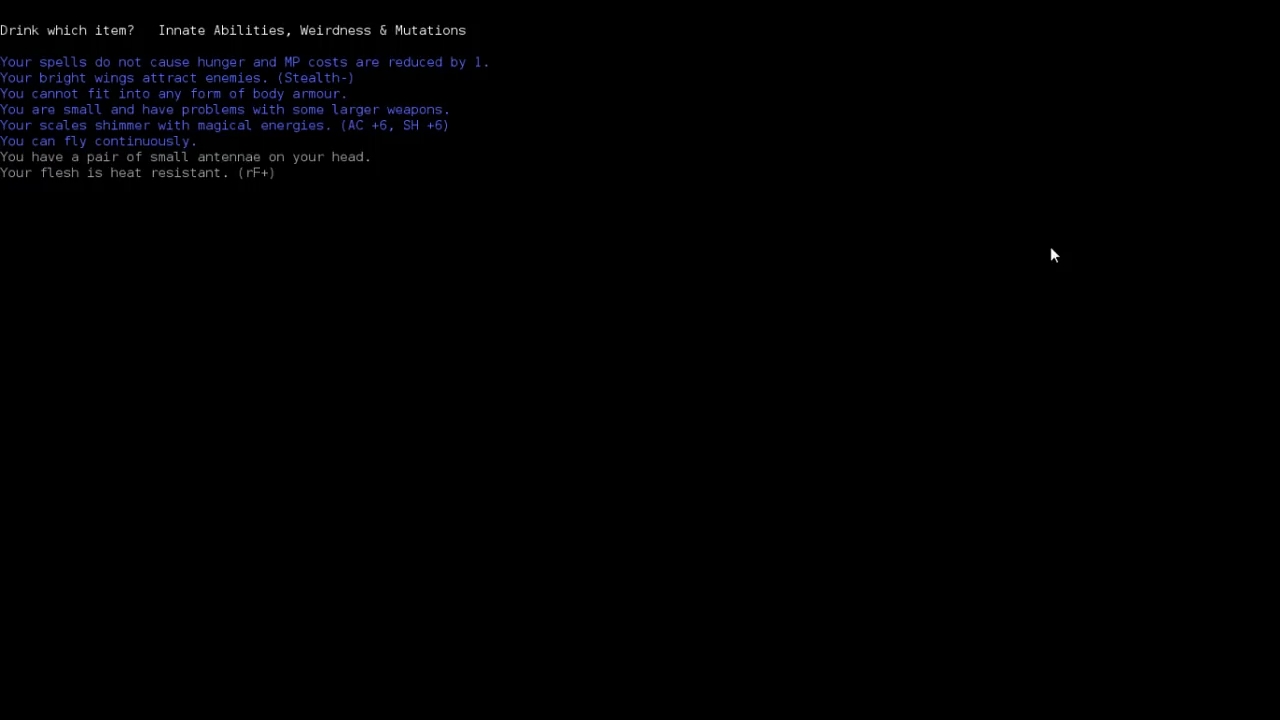 Drink which item?   Innate Abilities, Weirdness & Mutations
Your spells do not cause hunger and MP costs are reduced by 1.
Your bright wings attract enemies. (Stealth-)
You cannot fit into any form of body armour.
You are small and have problems with some larger weapons.
Your scales shimmer with magical energies. (AC +6, SH +6)
You can fly continuously.
You have a pair of small antennae on your head.
Your flesh is heat resistant. (rF+)